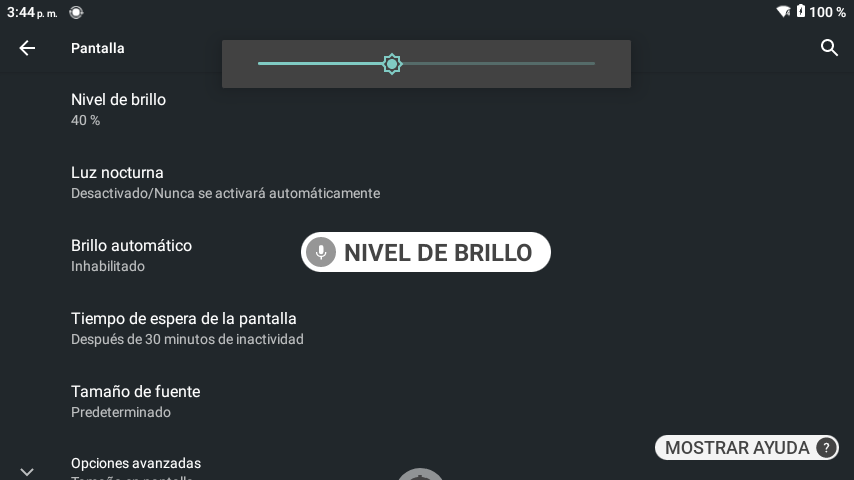 3:44 p. m.
100 %
Pantalla
Nivel de brillo
40 %
Luz nocturna
Desactivado/Nunca se activará automáticamente
Brillo automático
Inhabilitado
NIVEL DE BRILLO
Tiempo de espera de la pantalla
Después de 30 minutos de inactividad
Tamaño de fuente
Predeterminado
MOSTRAR AYUDA ?
Opciones avanzadas